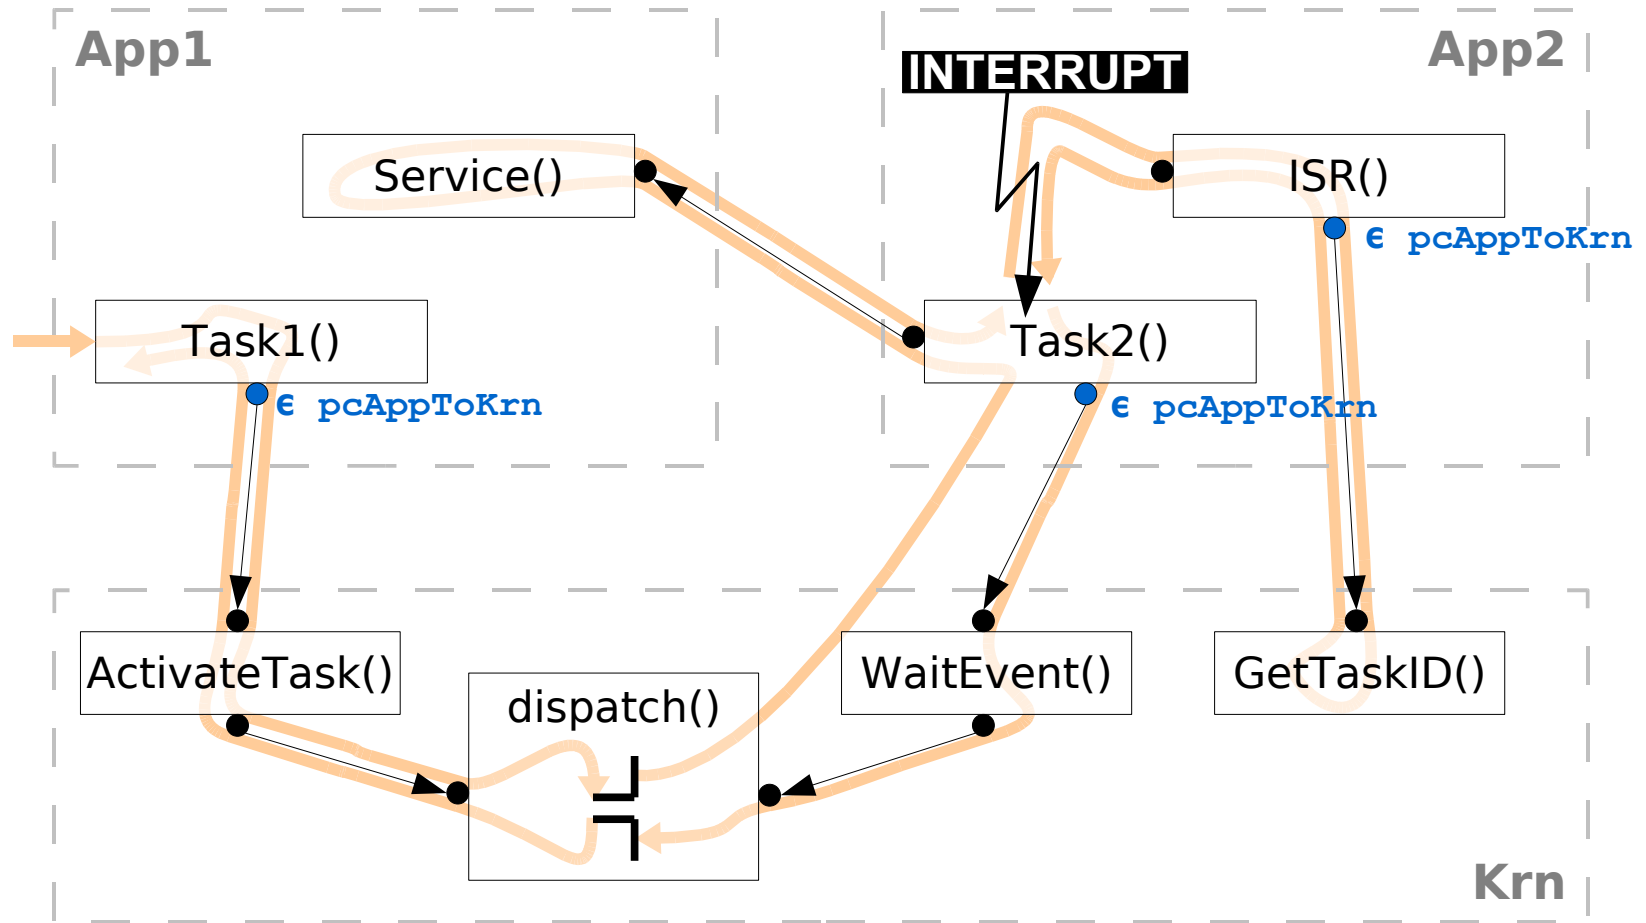 App1
App2
INTERRUPT
Service()
ISR()
ϵ pcAppToKrn
Task1()
Task2()
ϵ pcAppToKrn
ϵ pcAppToKrn
ActivateTask()
dispatch()
WaitEvent()
GetTaskID()
Krn